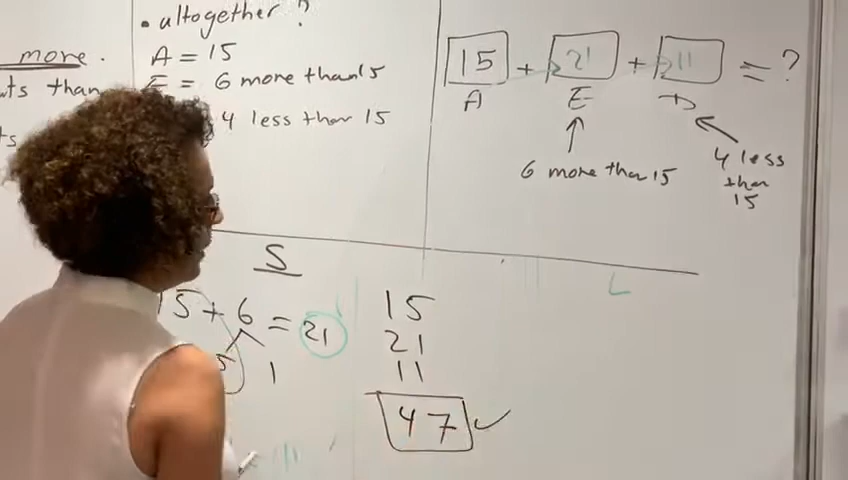 • altogether?
more.
A = 15
ts than
E = 6 more than 15
4 less than 15
15 + 21 + 11 = ?
A E D
6 more than 15
4 less
than
15
S
L
15 + 6 = 21
5 1
15
21
11
47 ✓